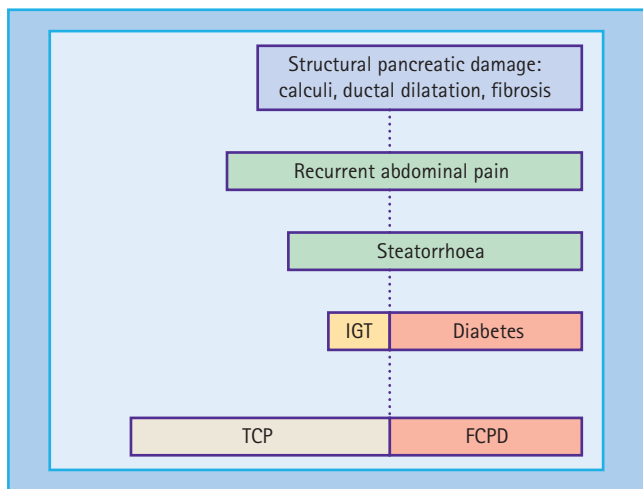 Structural pancreatic damage:
calculi, ductal dilatation, fibrosis
Recurrent abdominal pain
Steatorrhoea
IGT
Diabetes
TCP
FCPD